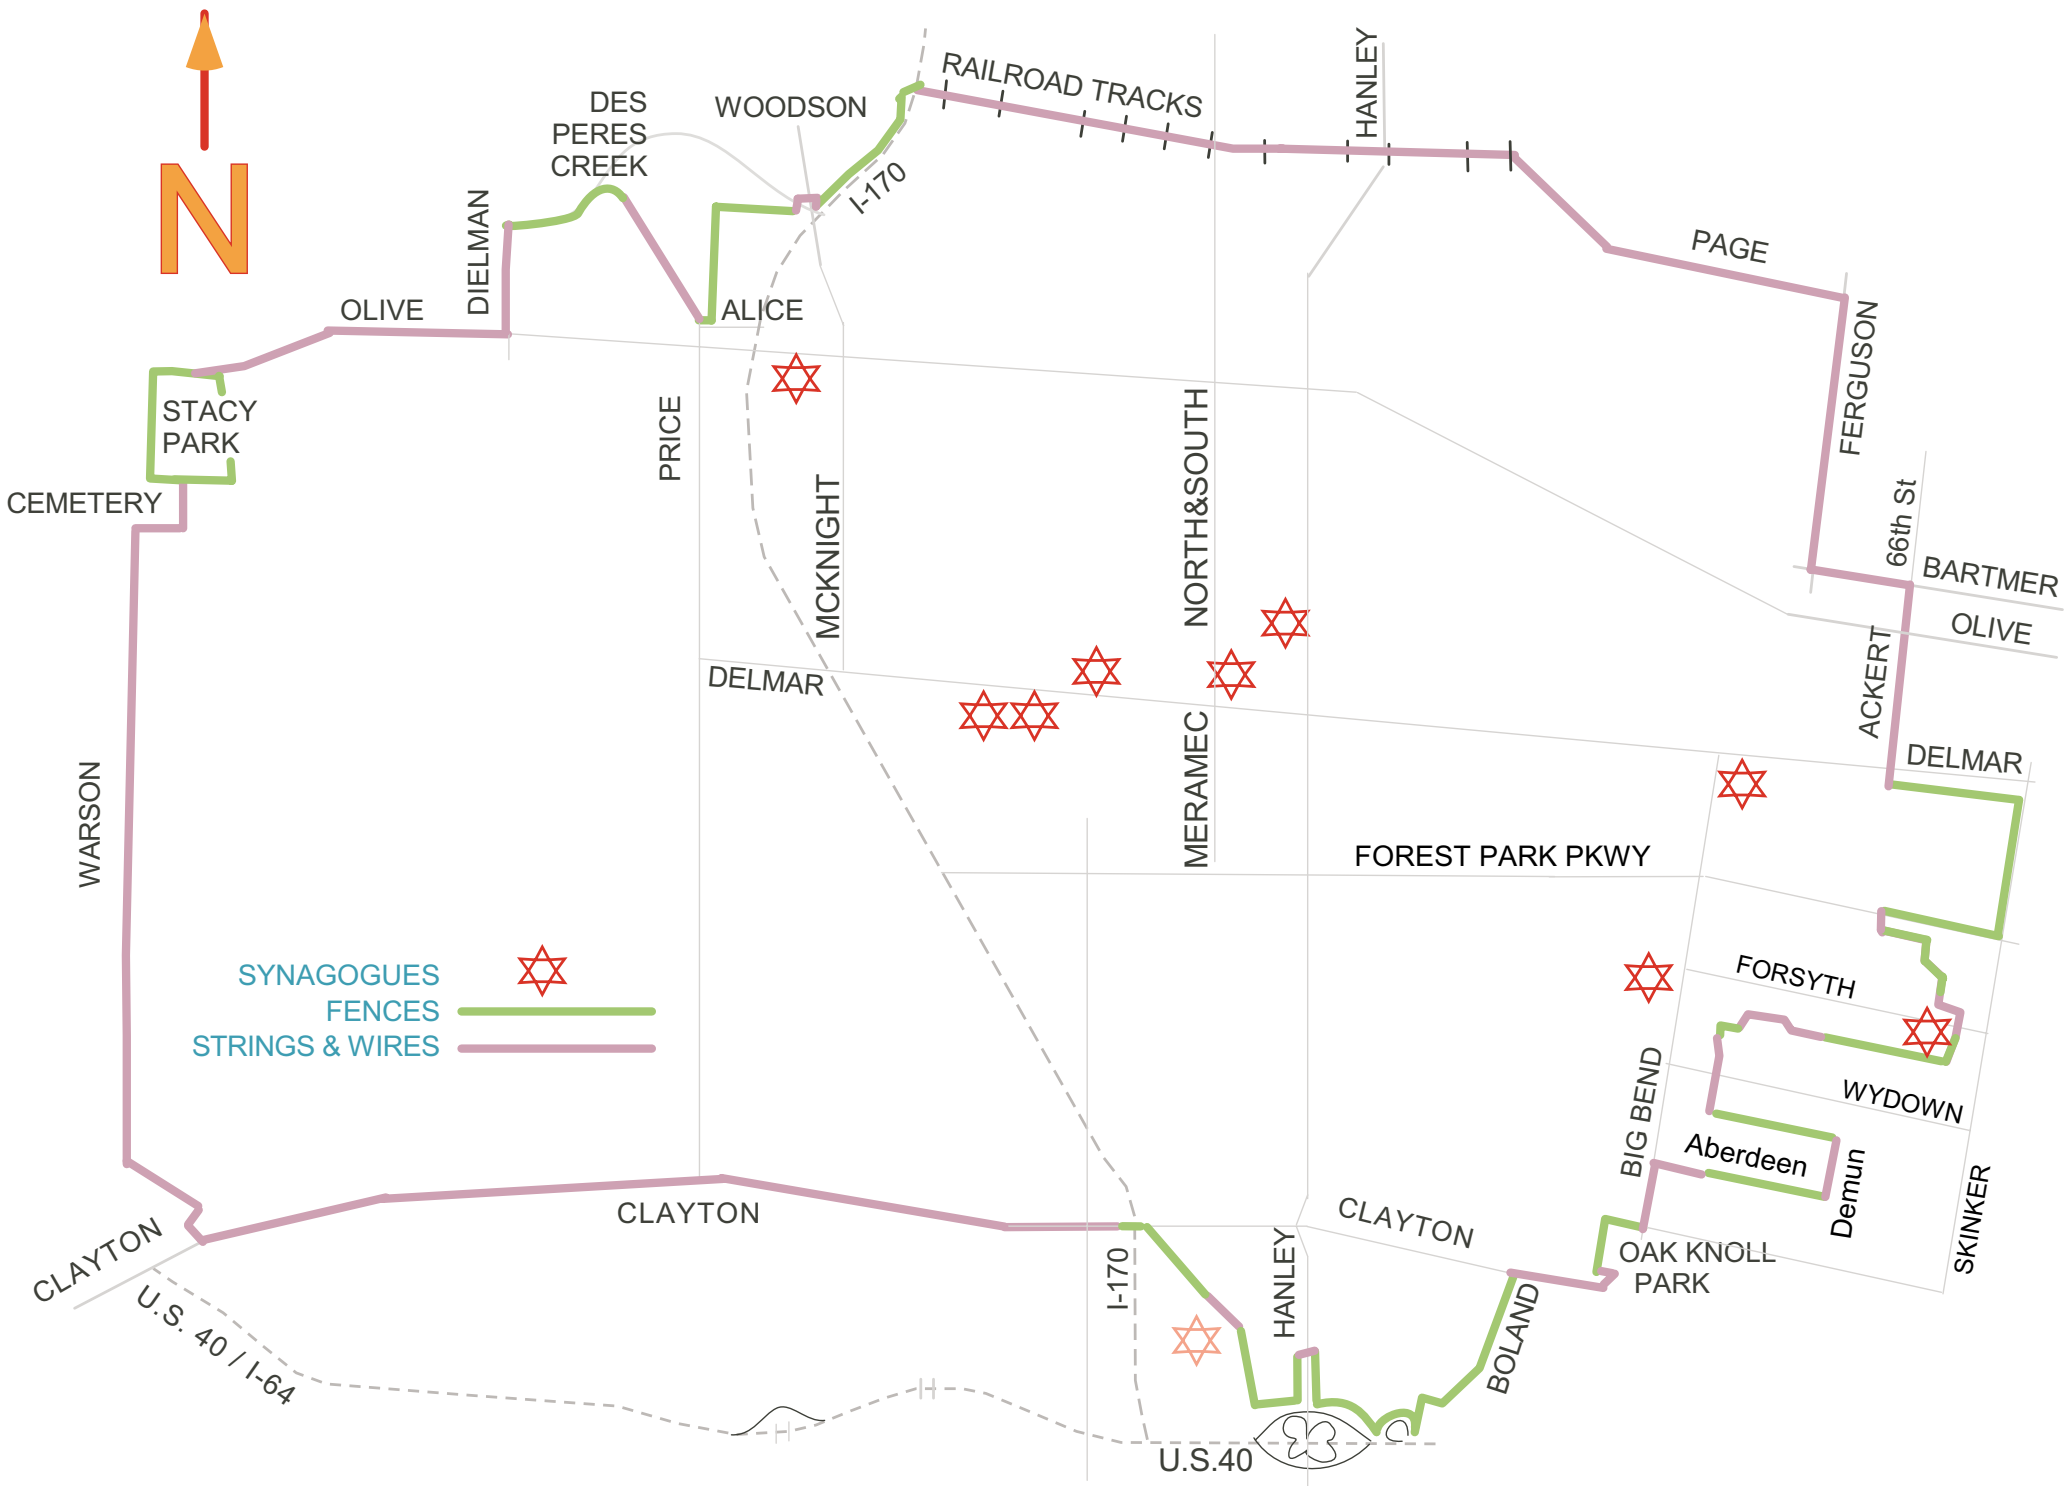 N
DES
PERES
CREEK
WOODSON
RAILROAD TRACKS
HANLEY
I-170
DIELMAN
OLIVE
ALICE
PAGE
FERGUSON
STACY
PARK
PRICE
CEMETERY
MCKNIGHT
NORTH&SOUTH
66th St
BARTMER
OLIVE
ACKERT
DELMAR
MERAMEC
DELMAR
WARSON
FOREST PARK PKWY
SYNAGOGUES
FENCES
STRINGS & WIRES
FORSYTH
BIG BEND
WYDOWN
Aberdeen
Demun
SKINKER
CLAYTON
CLAYTON
CLAYTON
OAK KNOLL
PARK
I-170
HANLEY
BOLAND
U.S. 40 / I-64
U.S.40